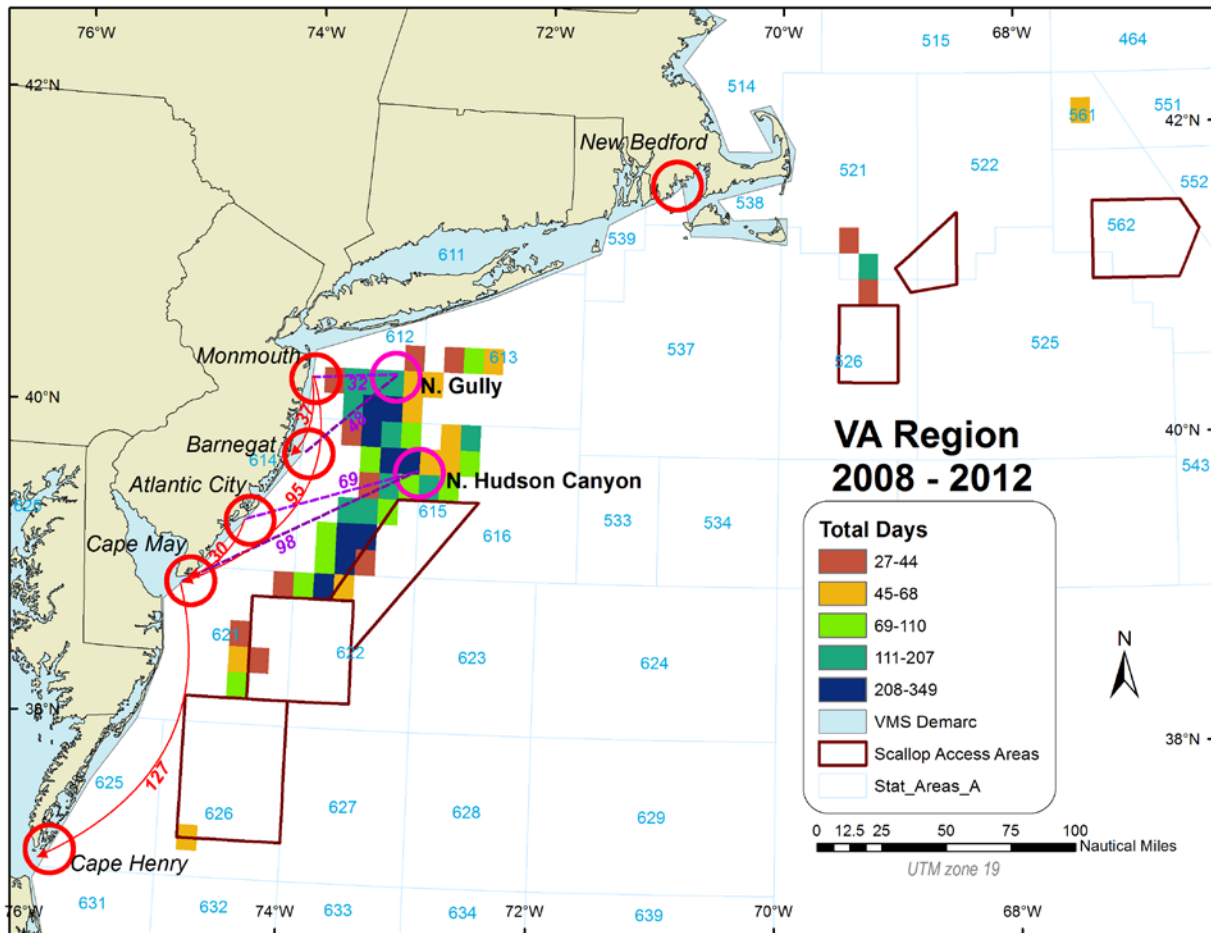 76°W
74°W
72°W
70°W
68°W
515
464
42°N
514
551
561
42°N
New Bedford
521
522
552
538
562
539
611
612
537
525
Monmouth
613
526
32
N. Gully
40°N
40°N
37
48
VA Region
2008 - 2012
Barnegat
614
543
Atlantic City
69
N. Hudson Canyon
95
615
533
534
616
Cape May
30
98
Total Days
27-44
45-68
69-110
111-207
208-349
VMS Demarc
Scallop Access Areas
Stat_Areas_A
N
621
622
623
624
38°N
38°N
127
625
626
627
628
629
0 12.5 25 50 75 100
Nautical Miles
UTM zone 19
Cape Henry
631
632
633
634
639
76°W
74°W
72°W
70°W
68°W